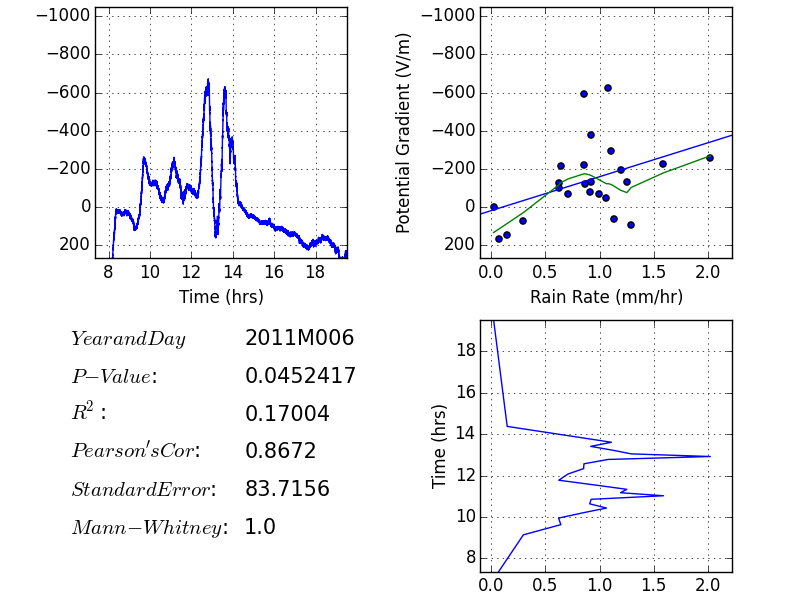 −1000
−800
−600
−400
−200
0
200
8 10 12 14 16 18
Time (hrs)
Potential Gradient (V/m)
−1000
−800
−600
−400
−200
0
200
0.0 0.5 1.0 1.5 2.0
Rain Rate (mm/hr)
YearandDay 2011M006
P−Value: 0.0452417
R²: 0.17004
Pearson'sCor: 0.8672
StandardError: 83.7156
Mann−Whitney: 1.0
Time (hrs)
18
16
14
12
10
8
0.0 0.5 1.0 1.5 2.0